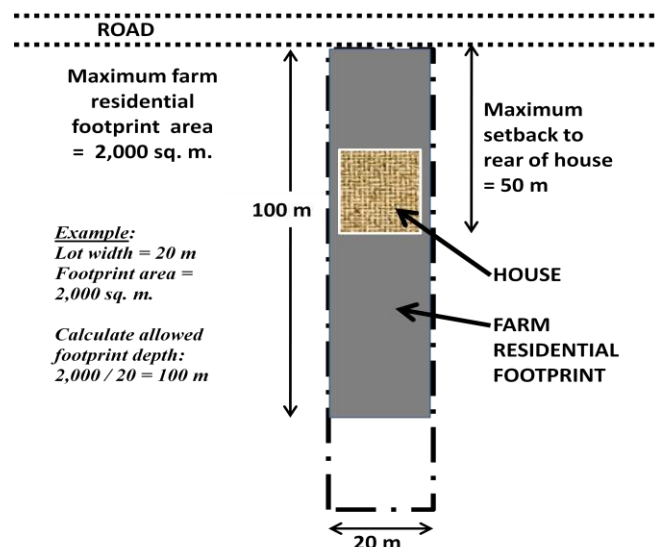 ROAD
Maximum farm
residential
footprint area
= 2,000 sq. m.
Maximum
setback to
rear of house
= 50 m
100 m
Example:
Lot width = 20 m
Footprint area =
2,000 sq. m.
Calculate allowed
footprint depth:
2,000 / 20 = 100 m
HOUSE
FARM
RESIDENTIAL
FOOTPRINT
20 m